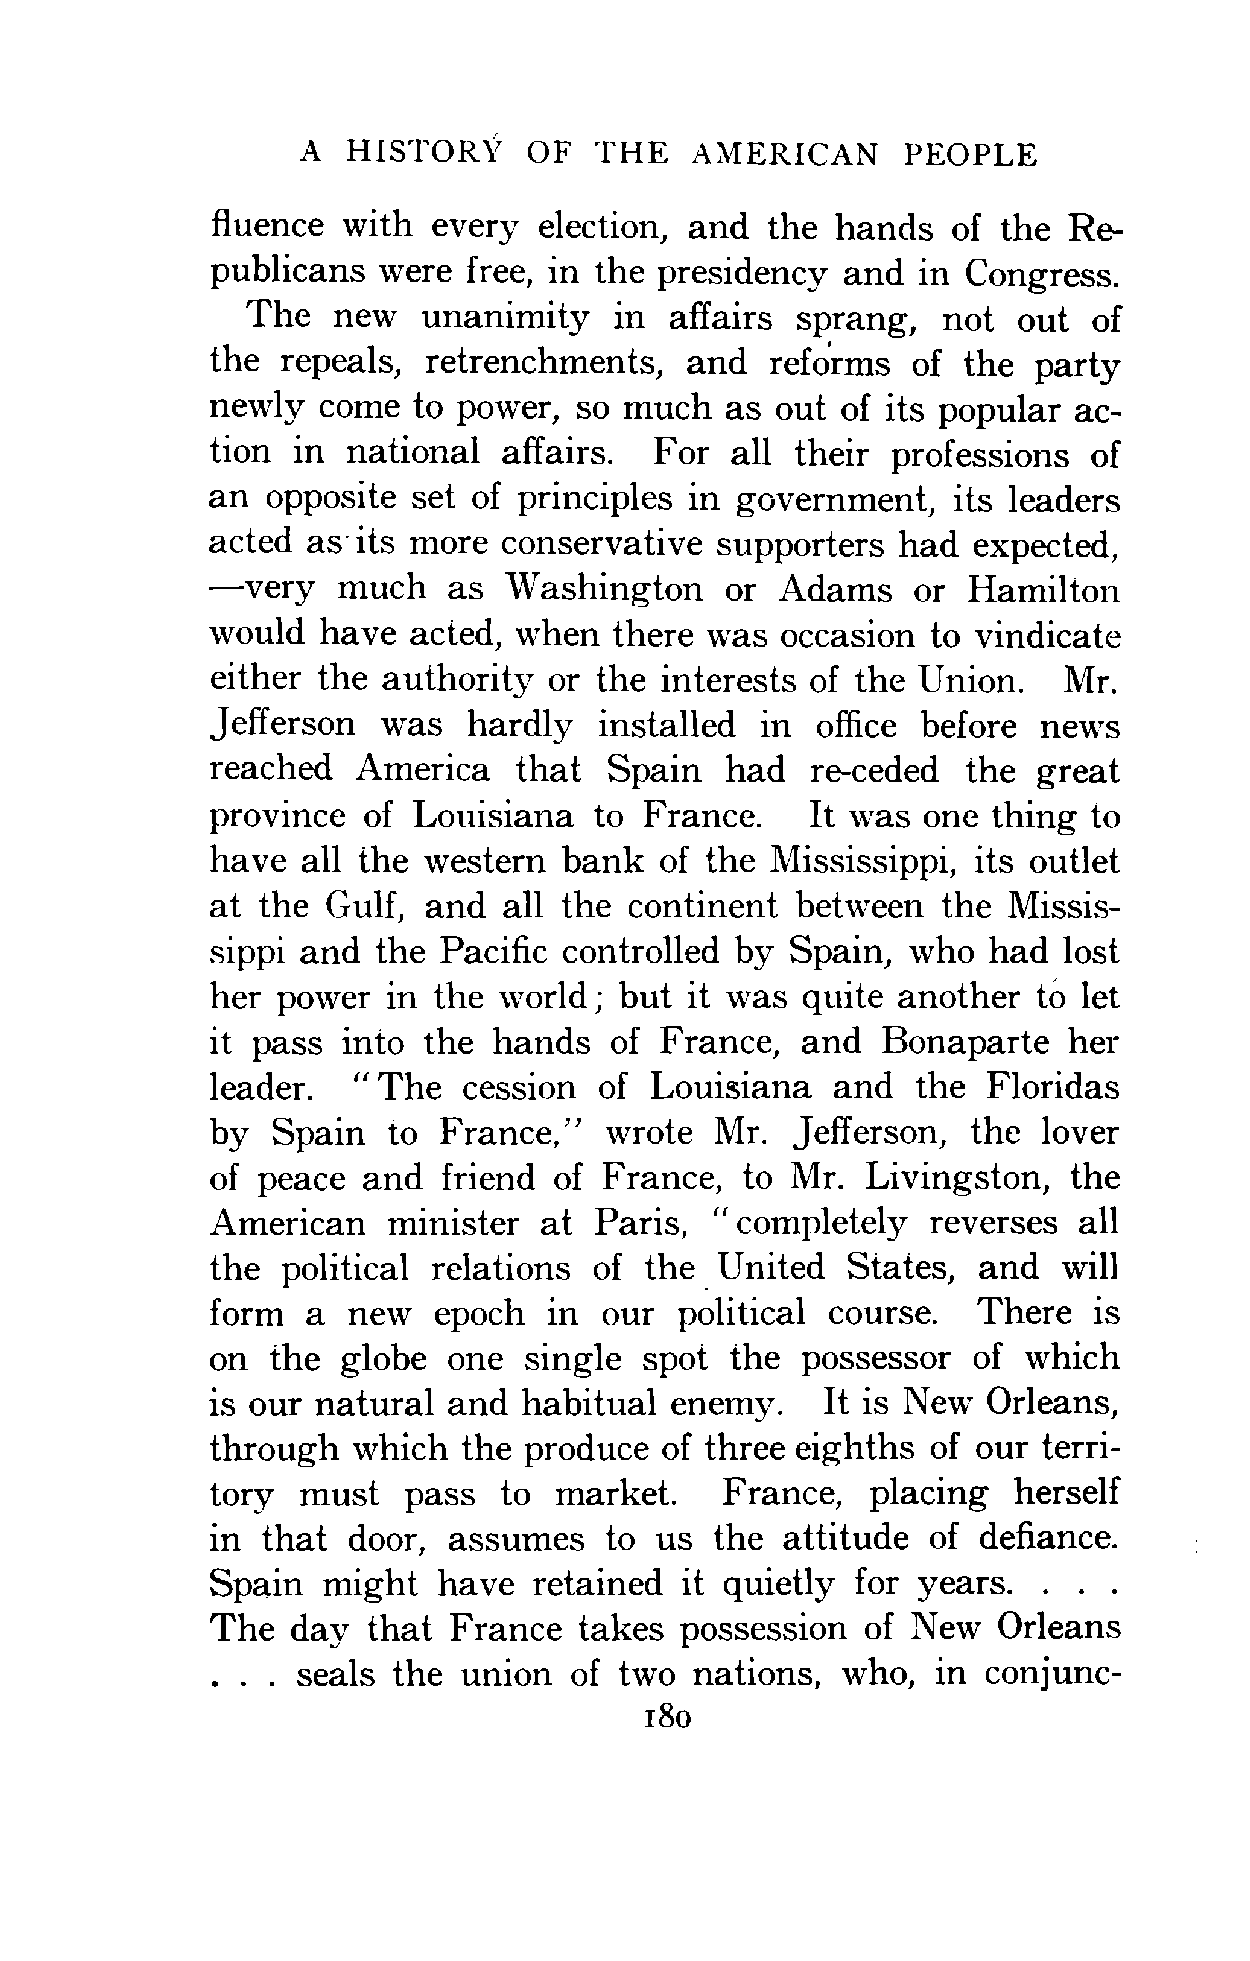 A HISTORY OF THE AMERICAN PEOPLE
fluence with every election, and the hands of the Re-
publicans were free, in the presidency and in Congress.
The new unanimity in affairs sprang, not out of
the repeals, retrenchments, and reforms of the party
newly come to power, so much as out of its popular ac-
tion in national affairs. For all their professions of
an opposite set of principles in government, its leaders
acted as its more conservative supporters had expected,
—very much as Washington or Adams or Hamilton
would have acted, when there was occasion to vindicate
either the authority or the interests of the Union. Mr.
Jefferson was hardly installed in office before news
reached America that Spain had re-ceded the great
province of Louisiana to France. It was one thing to
have all the western bank of the Mississippi, its outlet
at the Gulf, and all the continent between the Missis-
sippi and the Pacific controlled by Spain, who had lost
her power in the world; but it was quite another to let
it pass into the hands of France, and Bonaparte her
leader. "The cession of Louisiana and the Floridas
by Spain to France," wrote Mr. Jefferson, the lover
of peace and friend of France, to Mr. Livingston, the
American minister at Paris, "completely reverses all
the political relations of the United States, and will
form a new epoch in our political course. There is
on the globe one single spot the possessor of which
is our natural and habitual enemy. It is New Orleans,
through which the produce of three eighths of our terri-
tory must pass to market. France, placing herself
in that door, assumes to us the attitude of defiance.
Spain might have retained it quietly for years. . . .
The day that France takes possession of New Orleans
. . . seals the union of two nations, who, in conjunc-
180